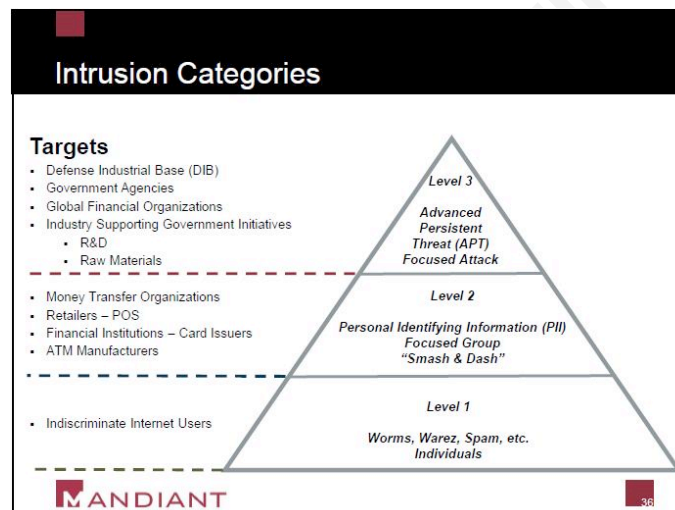 Intrusion Categories
Targets
▪ Defense Industrial Base (DIB)
▪ Government Agencies
▪ Global Financial Organizations
▪ Industry Supporting Government Initiatives
▪ R&D
▪ Raw Materials
▪ Money Transfer Organizations
▪ Retailers – POS
▪ Financial Institutions – Card Issuers
▪ ATM Manufacturers
▪ Indiscriminate Internet Users
Level 3
Advanced
Persistent
Threat (APT)
Focused Attack
Level 2
Personal Identifying Information (PII)
Focused Group
“Smash & Dash”
Level 1
Worms, Warez, Spam, etc.
Individuals
MANDIANT
36